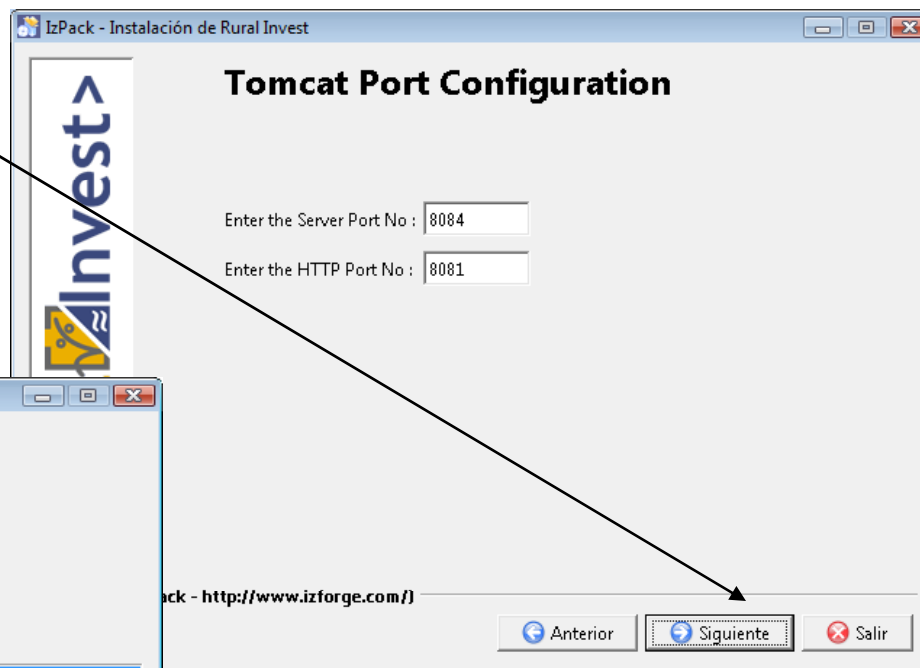 IzPack - Instalación de Rural Invest
Invest>
Tomcat Port Configuration
Enter the Server Port No : 8084
Enter the HTTP Port No : 8081
ack - http://www.izforge.com/)
Anterior
Siguiente
Salir